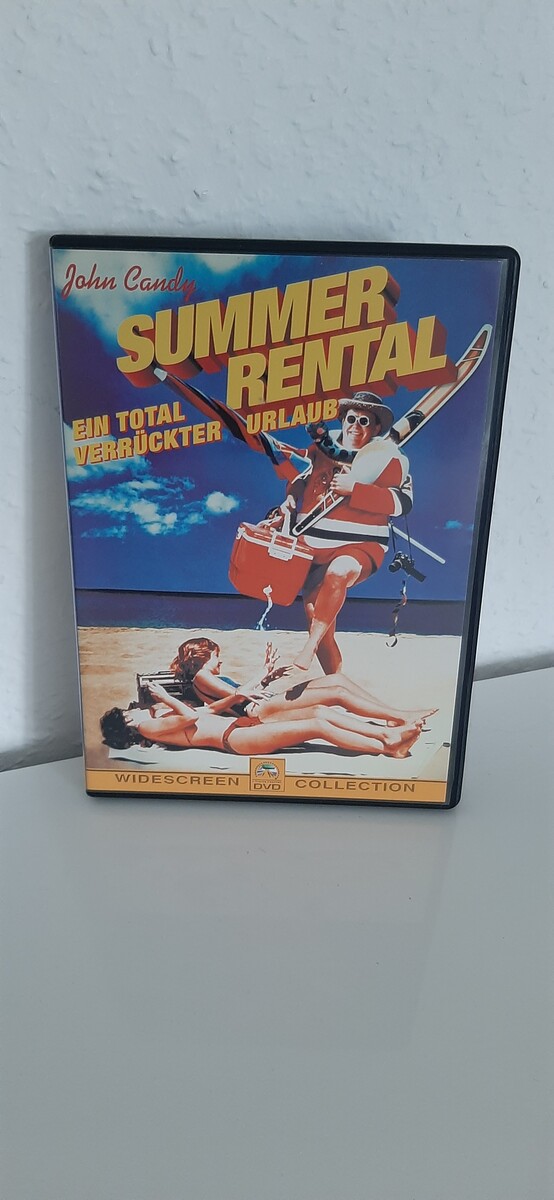 John Candy
SUMMER
RENTAL
EIN TOTAL
VERRÜCKTER URLAUB
WIDESCREEN DVD COLLECTION